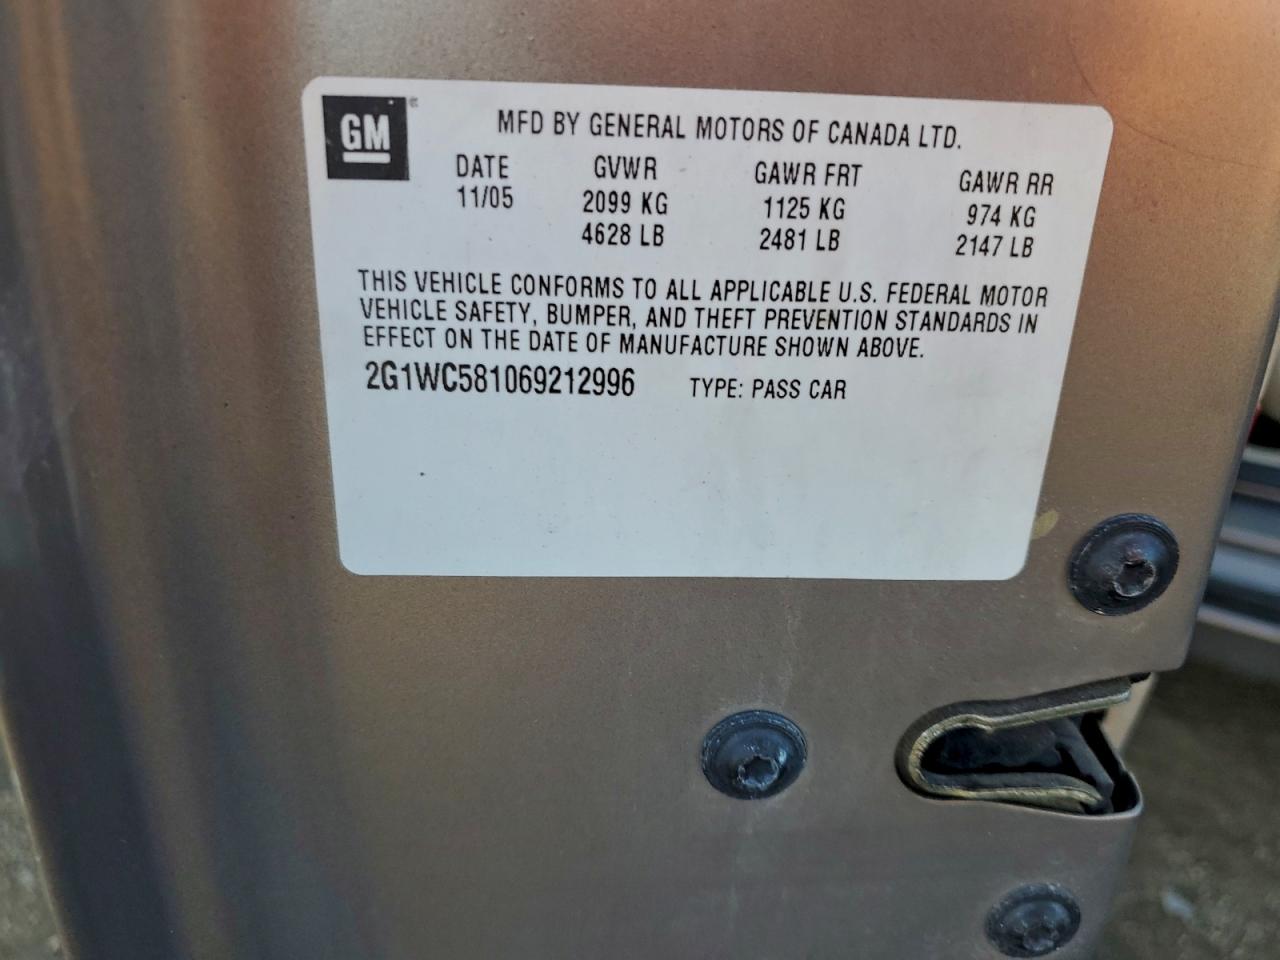 GM
MFD BY GENERAL MOTORS OF CANADA LTD.
DATE GVWR GAWR FRT GAWR RR
11/05 2099 KG 1125 KG 974 KG
4628 LB 2481 LB 2147 LB
THIS VEHICLE CONFORMS TO ALL APPLICABLE U.S. FEDERAL MOTOR
VEHICLE SAFETY, BUMPER, AND THEFT PREVENTION STANDARDS IN
EFFECT ON THE DATE OF MANUFACTURE SHOWN ABOVE.
2G1WC581069212996 TYPE: PASS CAR